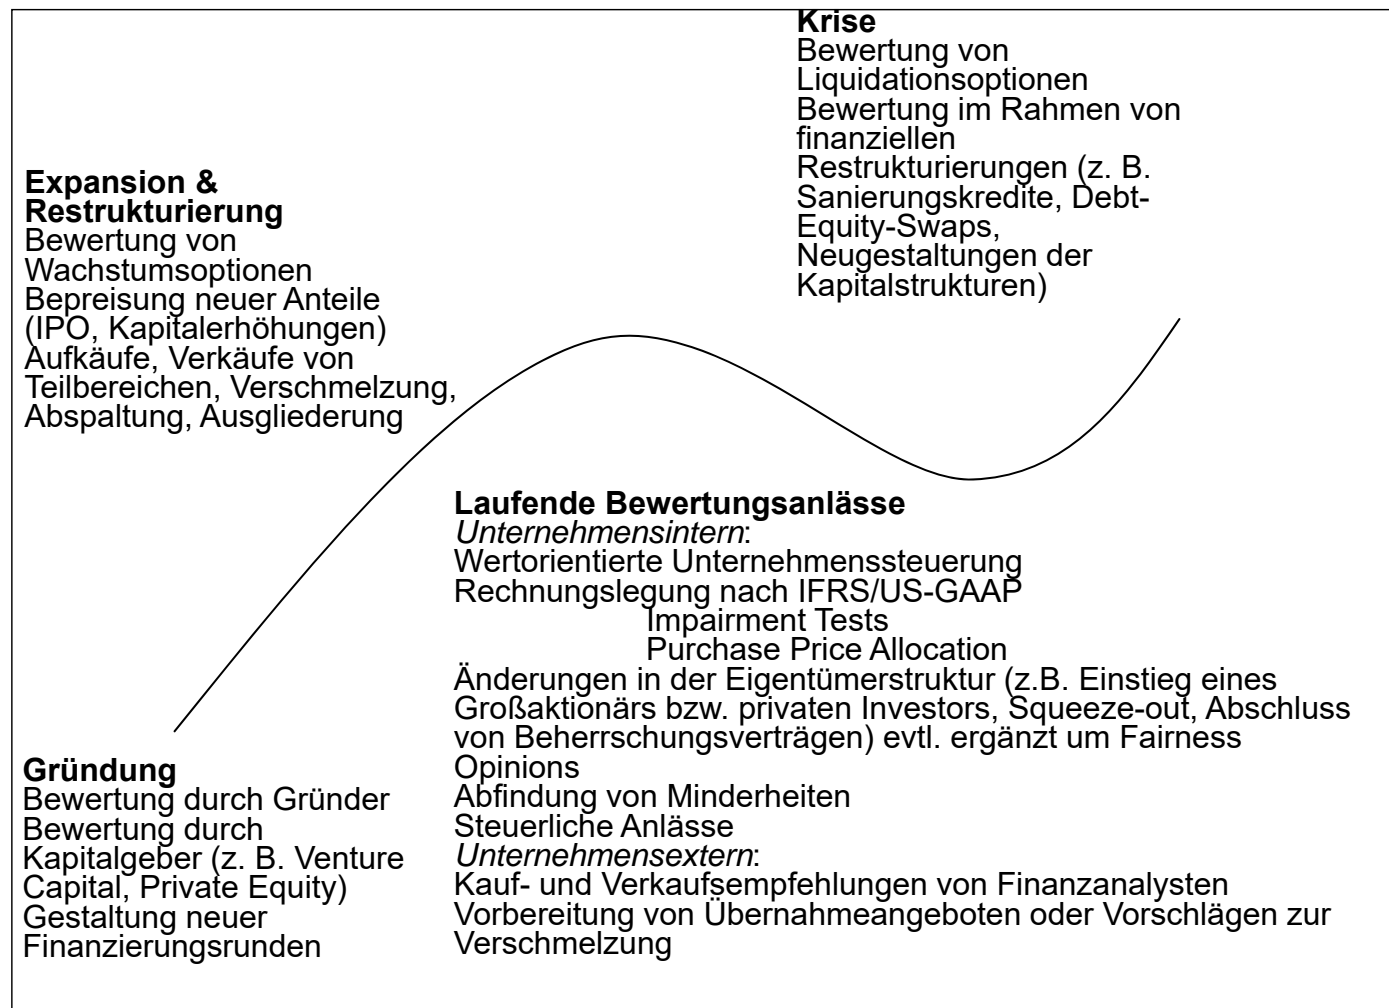 Krise
Bewertung von
Liquidationsoptionen
Bewertung im Rahmen von
finanziellen
Restrukturierungen (z. B.
Sanierungskredite, Debt-
Equity-Swaps,
Neugestaltungen der
Kapitalstrukturen)
Expansion &
Restrukturierung
Bewertung von
Wachstumsoptionen
Bepreisung neuer Anteile
(IPO, Kapitalerhöhungen)
Aufkäufe, Verkäufe von
Teilbereichen, Verschmelzung,
Abspaltung, Ausgliederung
Laufende Bewertungsanlässe
Unternehmensintern:
Wertorientierte Unternehmenssteuerung
Rechnungslegung nach IFRS/US-GAAP
Impairment Tests
Purchase Price Allocation
Änderungen in der Eigentümerstruktur (z.B. Einstieg eines
Großaktionärs bzw. privaten Investors, Squeeze-out, Abschluss
von Beherrschungsverträgen) evtl. ergänzt um Fairness
Opinions
Abfindung von Minderheiten
Steuerliche Anlässe
Unternehmensextern:
Kauf- und Verkaufsempfehlungen von Finanzanalysten
Vorbereitung von Übernahmeangeboten oder Vorschlägen zur
Verschmelzung
Gründung
Bewertung durch Gründer
Bewertung durch
Kapitalgeber (z. B. Venture
Capital, Private Equity)
Gestaltung neuer
Finanzierungsrunden